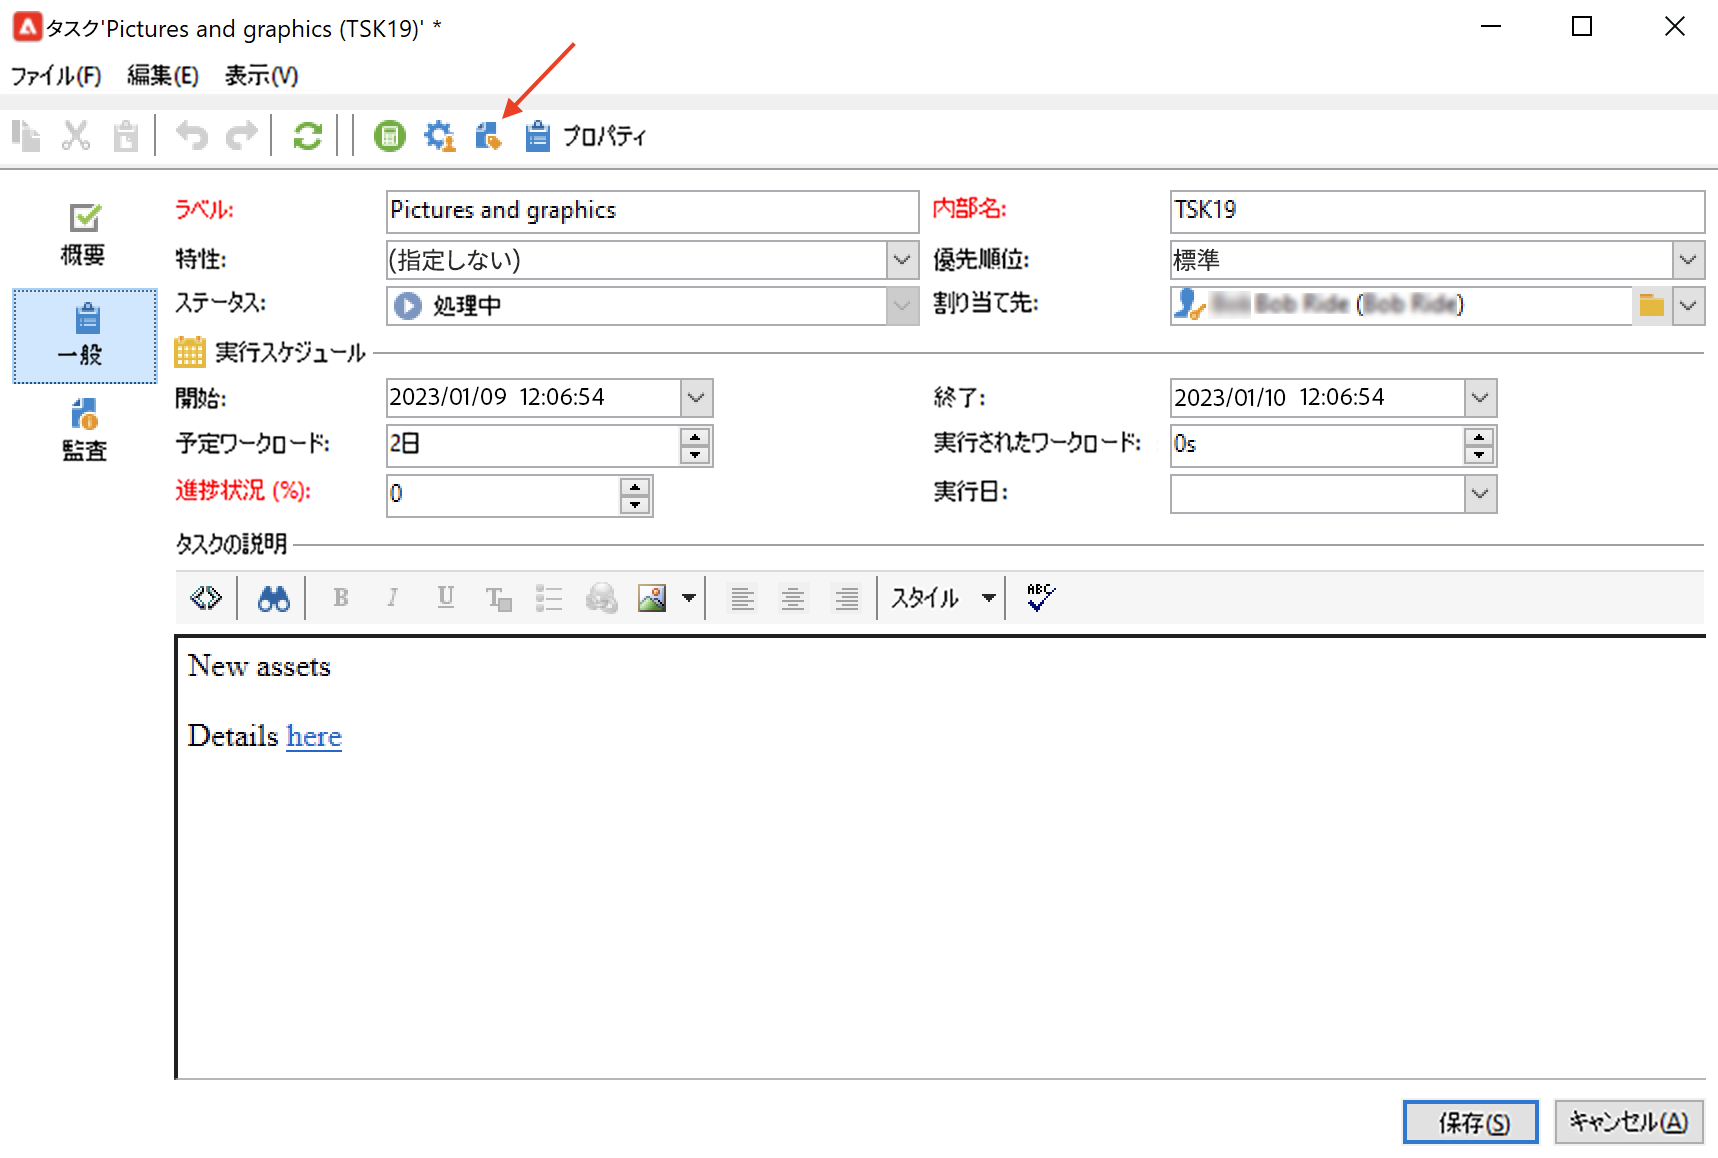 タスク'Pictures and graphics (TSK19)' *
ファイル(F) 編集(E) 表示(V)
プロパティ
概要
一般
監査
ラベル: Pictures and graphics 内部名: TSK19
特性: (指定しない) 優先順位: 標準
ステータス: 処理中 割り当て先: Bob Ride (Bob Ride)
実行スケジュール
開始: 2023/01/09 12:06:54 終了: 2023/01/10 12:06:54
予定ワークロード: 2日 実行されたワークロード: 0s
進捗状況 (%): 0 実行日:
タスクの説明
B I U T スタイル ABC
New assets
Details here
保存(S) キャンセル(A)